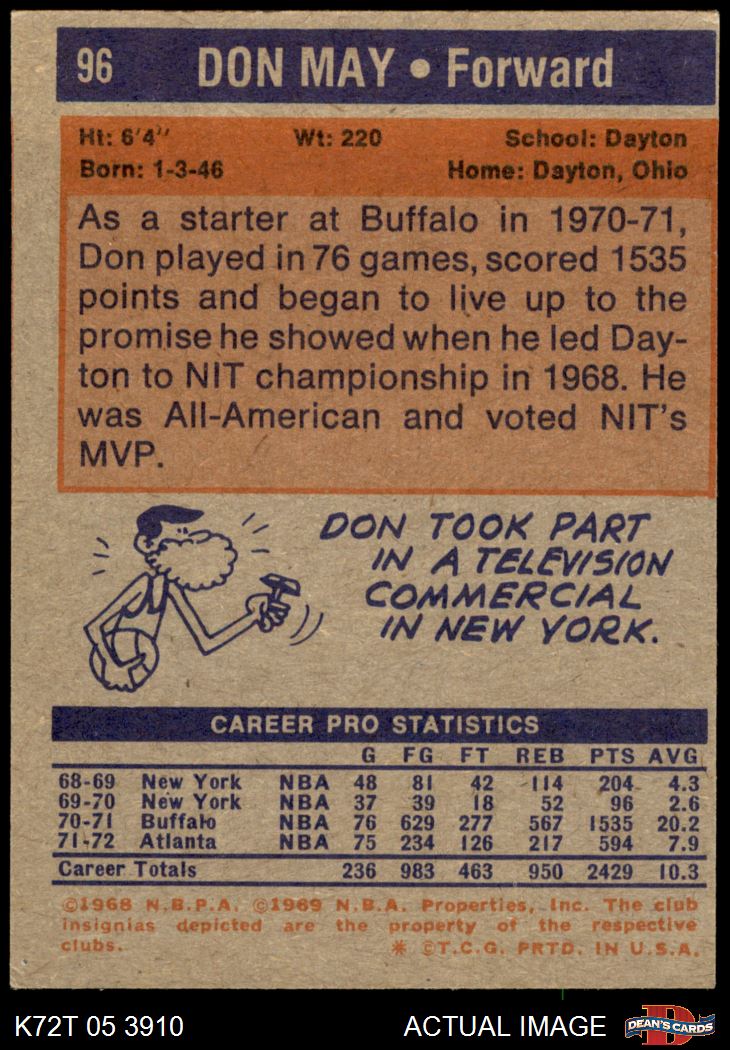 96 DON MAY • Forward
Ht: 6'4" Wt: 220 School: Dayton
Born: 1-3-46 Home: Dayton, Ohio
As a starter at Buffalo in 1970-71,
Don played in 76 games, scored 1535
points and began to live up to the
promise he showed when he led Day-
ton to NIT championship in 1968. He
was All-American and voted NIT's
MVP.
DON TOOK PART
IN A TELEVISION
COMMERCIAL
IN NEW YORK.
CAREER PRO STATISTICS
G FG FT REB PTS AVG
68-69 New York NBA 48 81 42 114 204 4.3
69-70 New York NBA 37 39 18 52 96 2.6
70-71 Buffalo NBA 76 629 277 567 1535 20.2
71-72 Atlanta NBA 75 234 126 217 594 7.9
Career Totals 236 983 463 950 2429 10.3
©1968 N.B.P.A. ©1969 N.B.A. Properties, Inc. The club
insignias depicted are the property of the respective
clubs. * ©T.C.G. PRTD. IN U.S.A.
K72T 05 3910 ACTUAL IMAGE DEAN'S CARDS